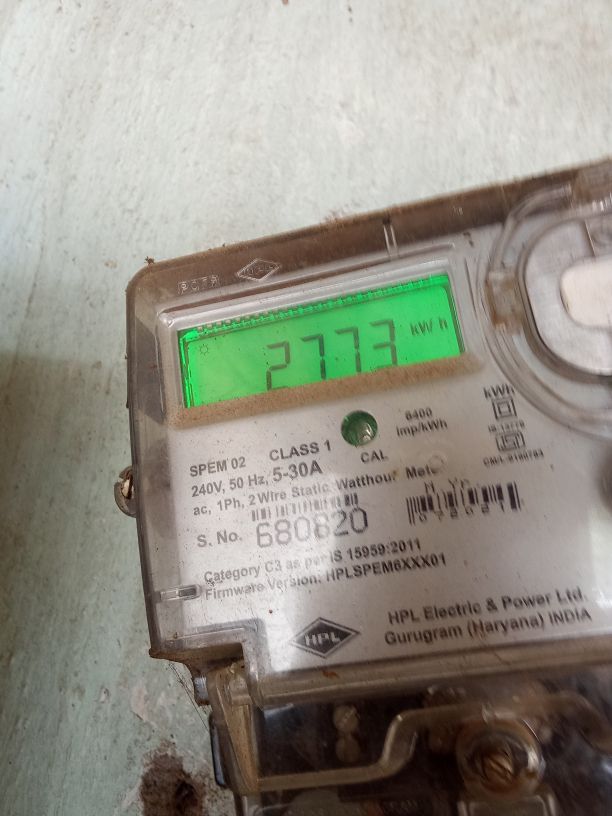 2773 kW h
6400
imp/kWh
kWh
SPEM 02 CLASS 1
CAL
240V, 50 Hz, 5-30A
ac, 1Ph, 2 Wire Static Watthour
S. No. 680820
Category C3 as per IS 15959:2011
Firmware Version: HPLSPEM6XXX01
HPL
HPL Electric & Power Ltd.
Gurugram (Haryana) INDIA